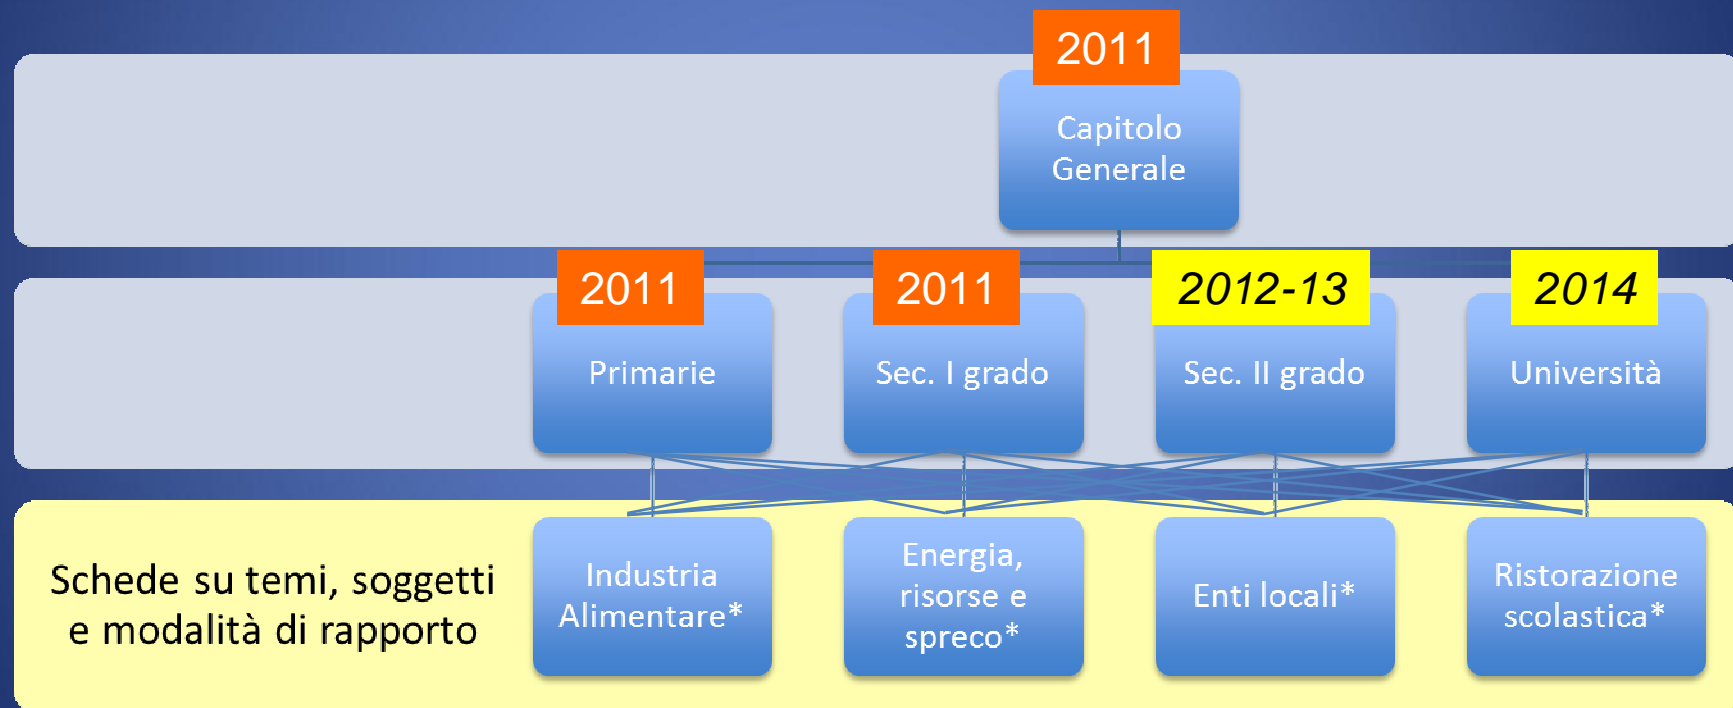 2011
Capitolo
Generale
2011
2011
2012-13
2014
Primarie
Sec. I grado
Sec. II grado
Università
Schede su temi, soggetti
e modalità di rapporto
Industria
Alimentare*
Energia,
risorse e
spreco*
Enti locali*
Ristorazione
scolastica*